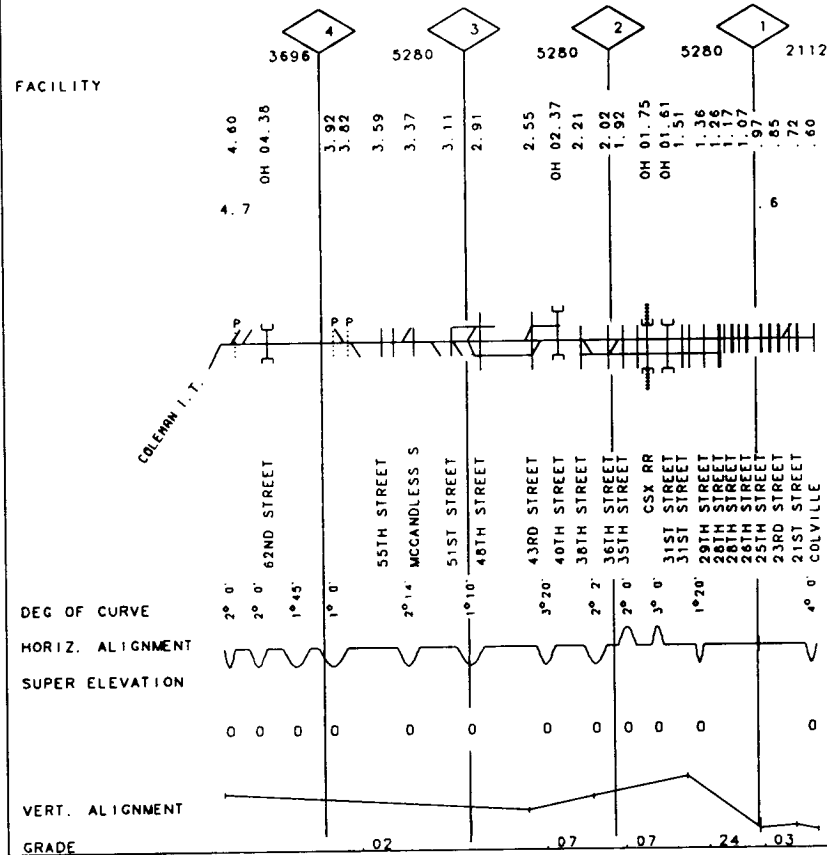 4 3 2 1
3696 5280 5280 5280 2112
FACILITY
4.60
OH 04.38
3.92
3.82
3.59
3.37
3.11
2.91
2.55
OH 02.37
2.21
2.02
1.92
OH 01.75
OH 01.61
1.51
1.36
1.26
1.17
1.07
.97
.85
.72
.60
4.7 .6
P P P
COLEMAN I.T.
62ND STREET
55TH STREET
MCCANDLESS S
51ST STREET
48TH STREET
43RD STREET
40TH STREET
38TH STREET
36TH STREET
35TH STREET
CSX RR
31ST STREET
31ST STREET
29TH STREET
28TH STREET
28TH STREET
26TH STREET
25TH STREET
23RD STREET
21ST STREET
COLVILLE
DEG OF CURVE 2° 0' 2° 0' 1°45' 1° 0' 2°14' 1°10' 3°20' 2° 2' 2° 0' 3° 0' 1°20' 4° 0'
HORIZ. ALIGNMENT
SUPER ELEVATION
0 0 0 0 0 0 0 0 0 0 0 0
VERT. ALIGNMENT
GRADE .02 .07 .07 .24 .03